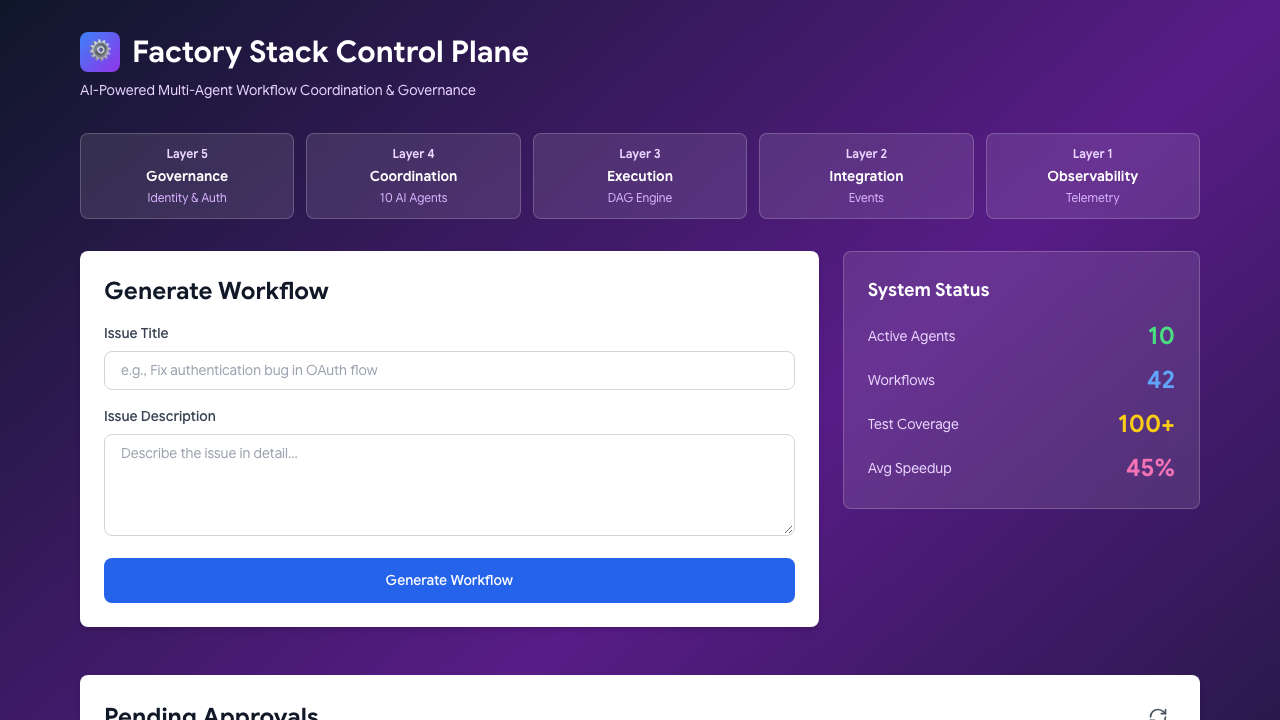 Factory Stack Control Plane
AI-Powered Multi-Agent Workflow Coordination & Governance
Layer 5
Governance
Identity & Auth
Layer 4
Coordination
10 AI Agents
Layer 3
Execution
DAG Engine
Layer 2
Integration
Events
Layer 1
Observability
Telemetry
Generate Workflow
Issue Title
e.g., Fix authentication bug in OAuth flow
Issue Description
Describe the issue in detail...
Generate Workflow
System Status
Active Agents 10
Workflows 42
Test Coverage 100+
Avg Speedup 45%
Pending Approvals